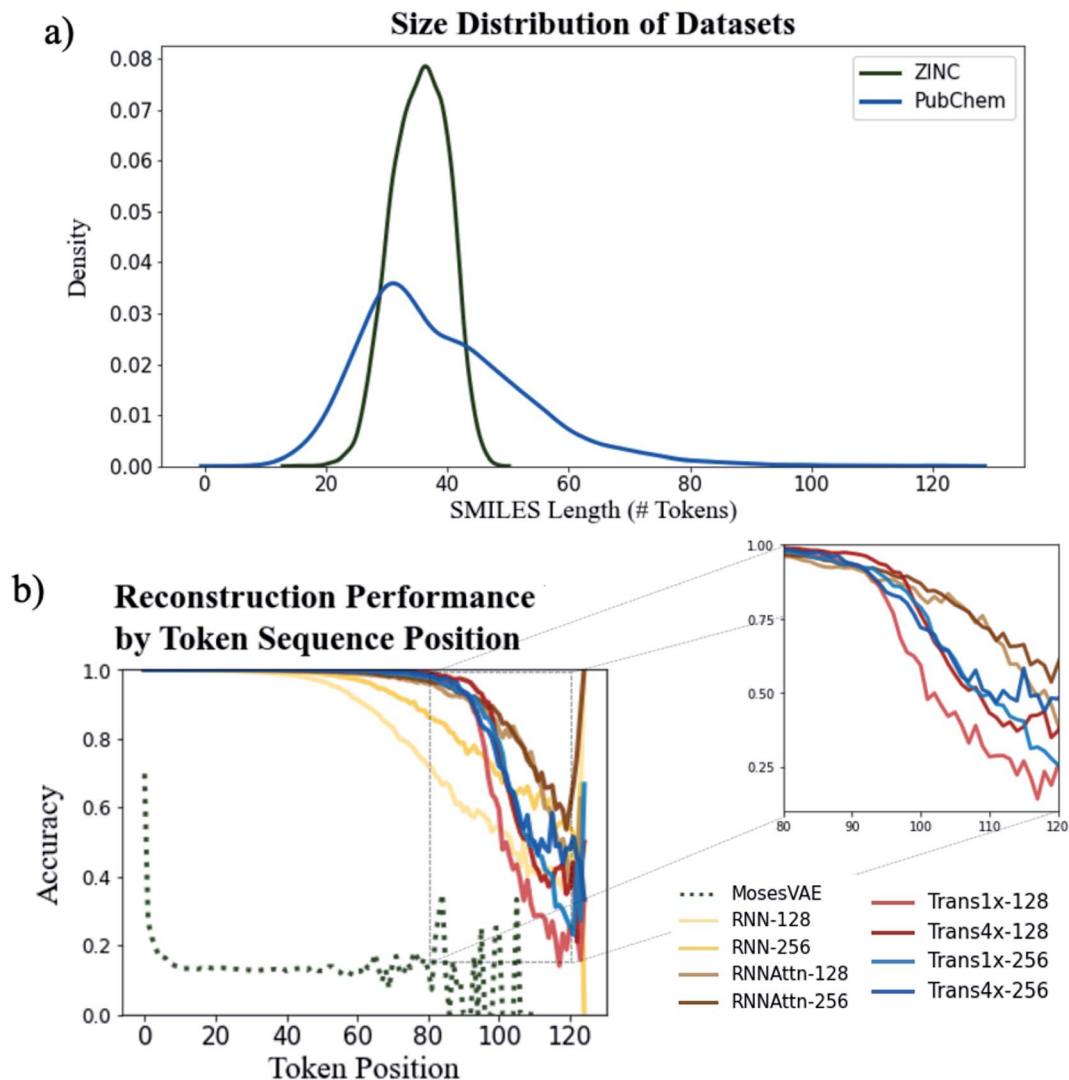 a)
Size Distribution of Datasets
ZINC
PubChem
Density
0.08
0.07
0.06
0.05
0.04
0.03
0.02
0.01
0.00
0 20 40 60 80 100 120
SMILES Length (# Tokens)
b)
Reconstruction Performance
by Token Sequence Position
Accuracy
1.0
0.8
0.6
0.4
0.2
0.0
0 20 40 60 80 100 120
Token Position
1.00
0.75
0.50
0.25
80 90 100 110 120
MosesVAE
RNN-128
RNN-256
RNNAttn-128
RNNAttn-256
Trans1x-128
Trans4x-128
Trans1x-256
Trans4x-256